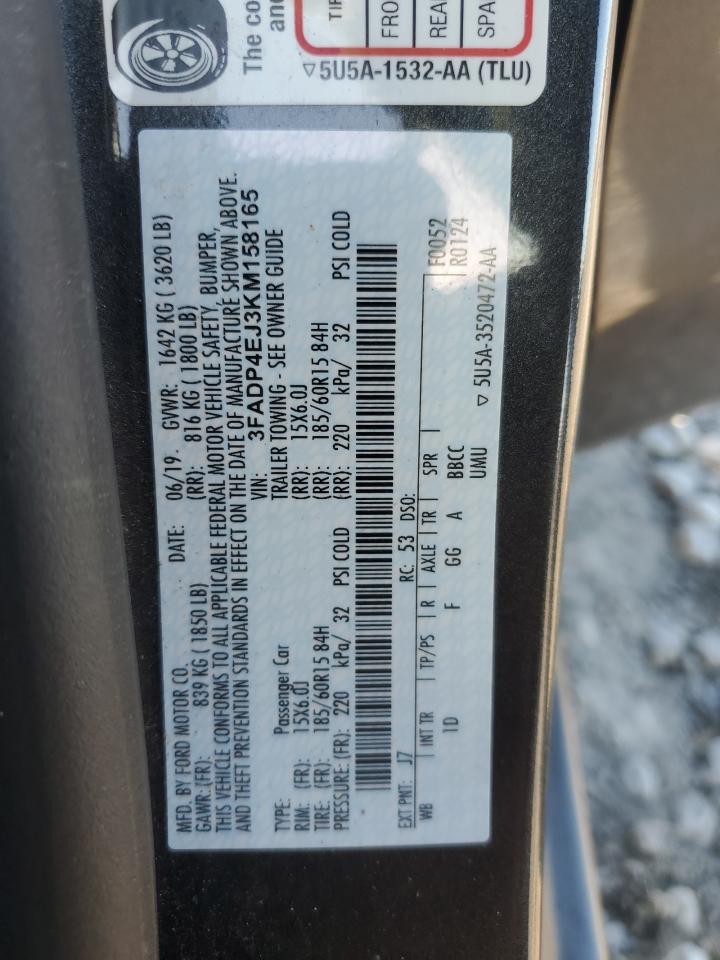 The co
and
TIR
FRO
REA
SPA
▽5U5A-1532-AA (TLU)
MFD. BY FORD MOTOR CO. DATE: 06/19. GVWR: 1642 KG ( 3620 LB)
GAWR: (FR): 839 KG ( 1850 LB) (RR): 816 KG ( 1800 LB)
THIS VEHICLE CONFORMS TO ALL APPLICABLE FEDERAL MOTOR VEHICLE SAFETY, BUMPER,
AND THEFT PREVENTION STANDARDS IN EFFECT ON THE DATE OF MANUFACTURE SHOWN ABOVE.
VIN: 3FADP4EJ3KM158165
TYPE: Passenger Car TRAILER TOWING - SEE OWNER GUIDE
RIM: (FR): 15X6.0J (RR): 15X6.0J
TIRE: (FR): 185/60R15 84H (RR): 185/60R15 84H
PRESSURE: (FR): 220 kPa/ 32 PSI COLD (RR): 220 kPa/ 32 PSI COLD
EXT PNT: J7 RC: 53 DSO: F0052
WB INT TR TP/PS R AXLE TR SPR R0124
1D F GG A BBCC
UMU
▽ 5U5A-3520472-AA